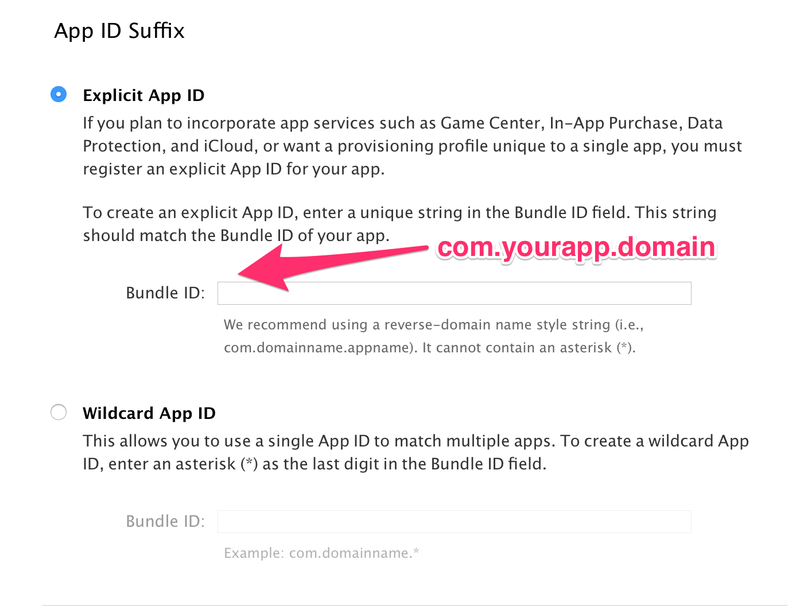 App ID Suffix
Explicit App ID
If you plan to incorporate app services such as Game Center, In-App Purchase, Data
Protection, and iCloud, or want a provisioning profile unique to a single app, you must
register an explicit App ID for your app.
To create an explicit App ID, enter a unique string in the Bundle ID field. This string
should match the Bundle ID of your app.
com.yourapp.domain
Bundle ID:
We recommend using a reverse-domain name style string (i.e.,
com.domainname.appname). It cannot contain an asterisk (*).
Wildcard App ID
This allows you to use a single App ID to match multiple apps. To create a wildcard App
ID, enter an asterisk (*) as the last digit in the Bundle ID field.
Bundle ID:
Example: com.domainname.*